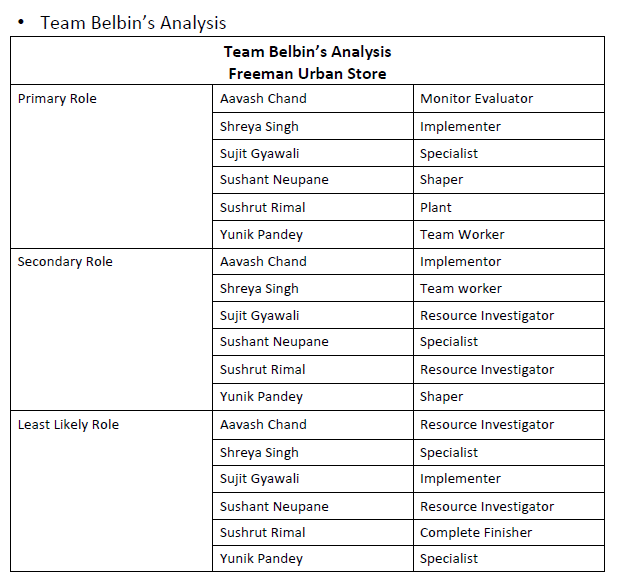 • Team Belbin’s Analysis
Team Belbin’s Analysis
Freeman Urban Store
Primary Role Aavash Chand Monitor Evaluator
Shreya Singh Implementer
Sujit Gyawali Specialist
Sushant Neupane Shaper
Sushrut Rimal Plant
Yunik Pandey Team Worker
Secondary Role Aavash Chand Implementor
Shreya Singh Team worker
Sujit Gyawali Resource Investigator
Sushant Neupane Specialist
Sushrut Rimal Resource Investigator
Yunik Pandey Shaper
Least Likely Role Aavash Chand Resource Investigator
Shreya Singh Specialist
Sujit Gyawali Implementer
Sushant Neupane Resource Investigator
Sushrut Rimal Complete Finisher
Yunik Pandey Specialist